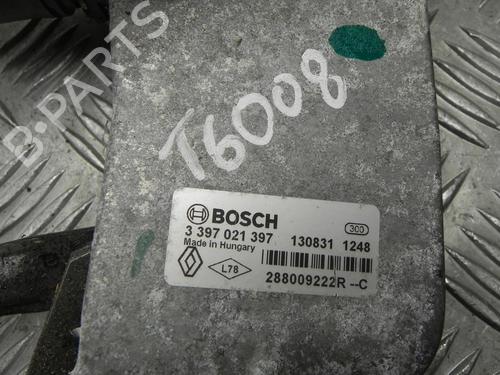 B-PARTS
T6008
BOSCH
300
3 397 021 397 130831 1248
Made in Hungary
L78
288009222R --C